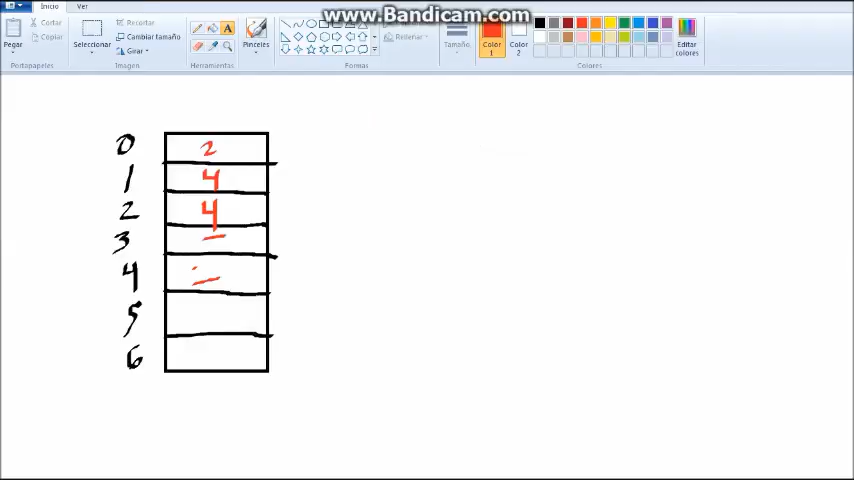 www.Bandicam.com
Inicio Ver
Pegar
Cortar
Copiar
Portapapeles
Seleccionar
Recortar
Cambiar tamaño
Girar
Imagen
A
Herramientas
Pinceles
Rellenar
Formas
Tamaño
Color 1
Color 2
Editar colores
Colores
0 2
1 4
2 4
3 —
4 —
5
6